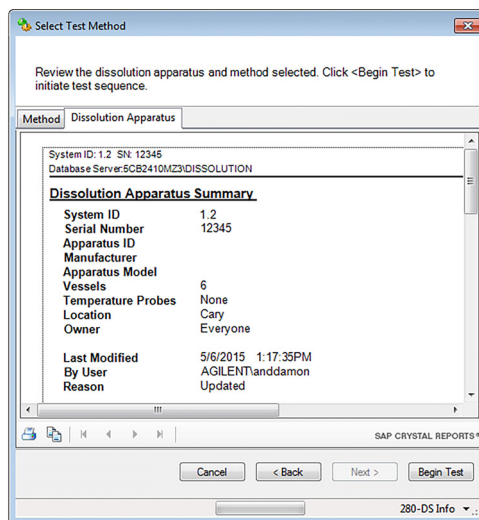 Select Test Method
Review the dissolution apparatus and method selected. Click <Begin Test> to
initiate test sequence.
Method Dissolution Apparatus
System ID: 1.2 SN: 12345
Database Server:5CB2410MZ3\DISSOLUTION
Dissolution Apparatus Summary
System ID 1.2
Serial Number 12345
Apparatus ID
Manufacturer
Apparatus Model
Vessels 6
Temperature Probes None
Location Cary
Owner Everyone
Last Modified 5/6/2015 1:17:35PM
By User AGILENT\anddamon
Reason Updated
SAP CRYSTAL REPORTS®
Cancel < Back Next > Begin Test
280-DS Info